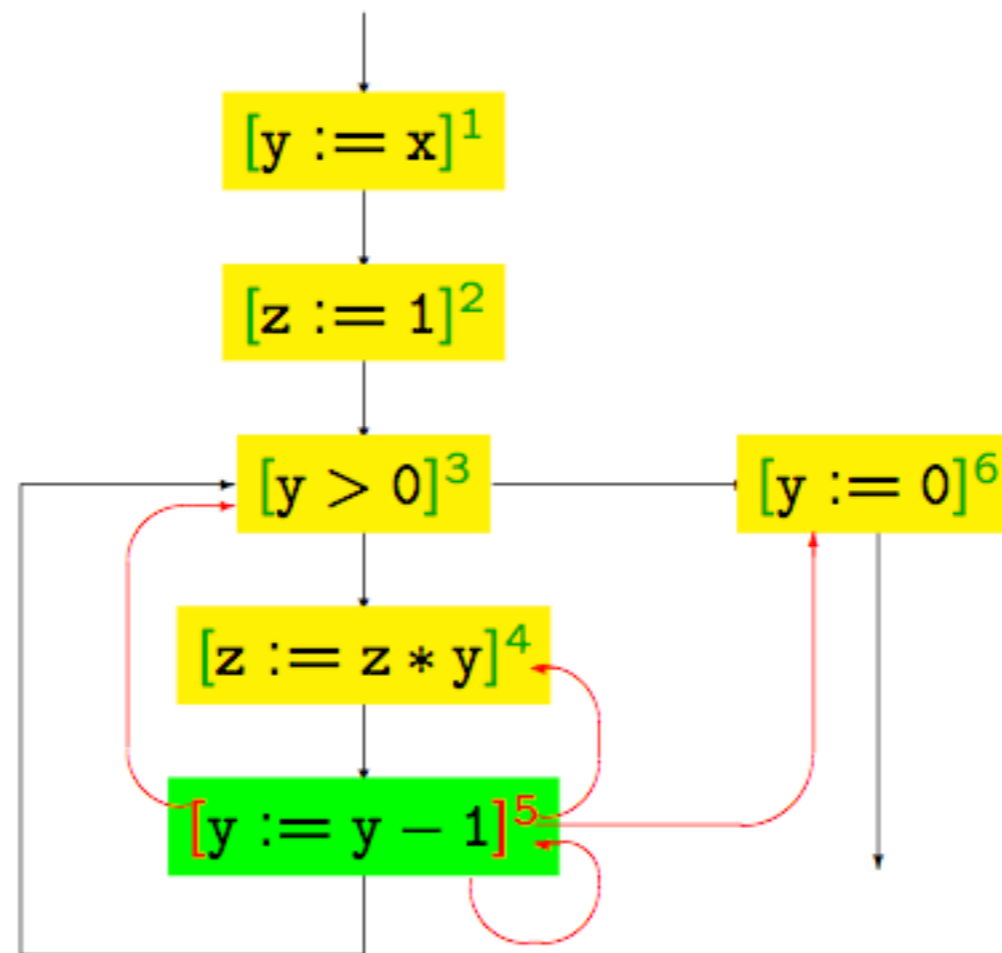 [y := x]¹
[z := 1]²
[y > 0]³
[y := 0]⁶
[z := z * y]⁴
[y := y − 1]⁵